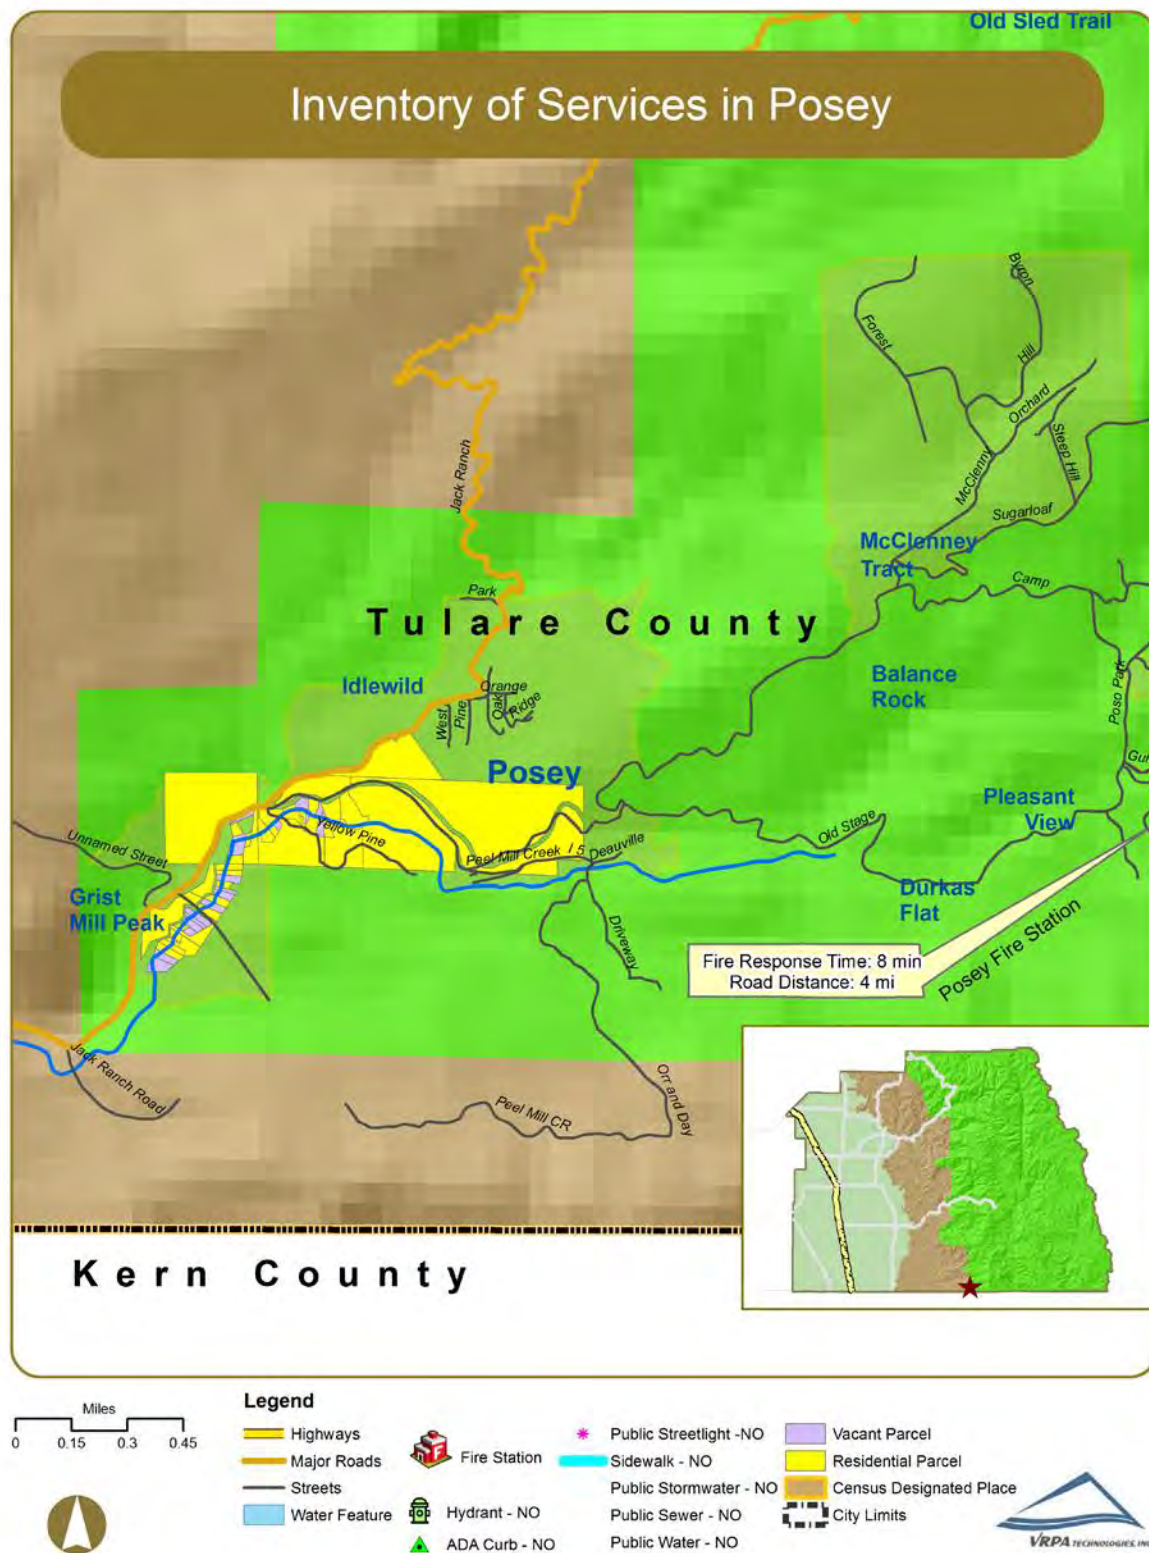 Old Sled Trail
Inventory of Services in Posey
Byron
Forest
Hill
Orchard
Jack Ranch
McClenny
Steep Hill
Sugarloaf
McClenney
Tract
Camp
Park
Tulare County
Balance
Rock
Poso Park
Idlewild
Orange
West
Pine
Oak
Ridge
Posey
Gur
Pleasant
View
Unnamed Street
Yellow Pine
Old Stage
Peel Mill Creek
15
Deauville
Grist
Mill Peak
Durkas
Flat
Driveway
Fire Response Time: 8 min
Road Distance: 4 mi
Posey Fire Station
Jack Ranch Road
Peel Mill CR
Orr and Day
Kern County
Miles
0 0.15 0.3 0.45
Legend
Highways
Major Roads
Streets
Water Feature
Fire Station
Hydrant - NO
ADA Curb - NO
Public Streetlight -NO
Sidewalk - NO
Public Stormwater - NO
Public Sewer - NO
Public Water - NO
Vacant Parcel
Residential Parcel
Census Designated Place
City Limits
VRPA TECHNOLOGIES, INC